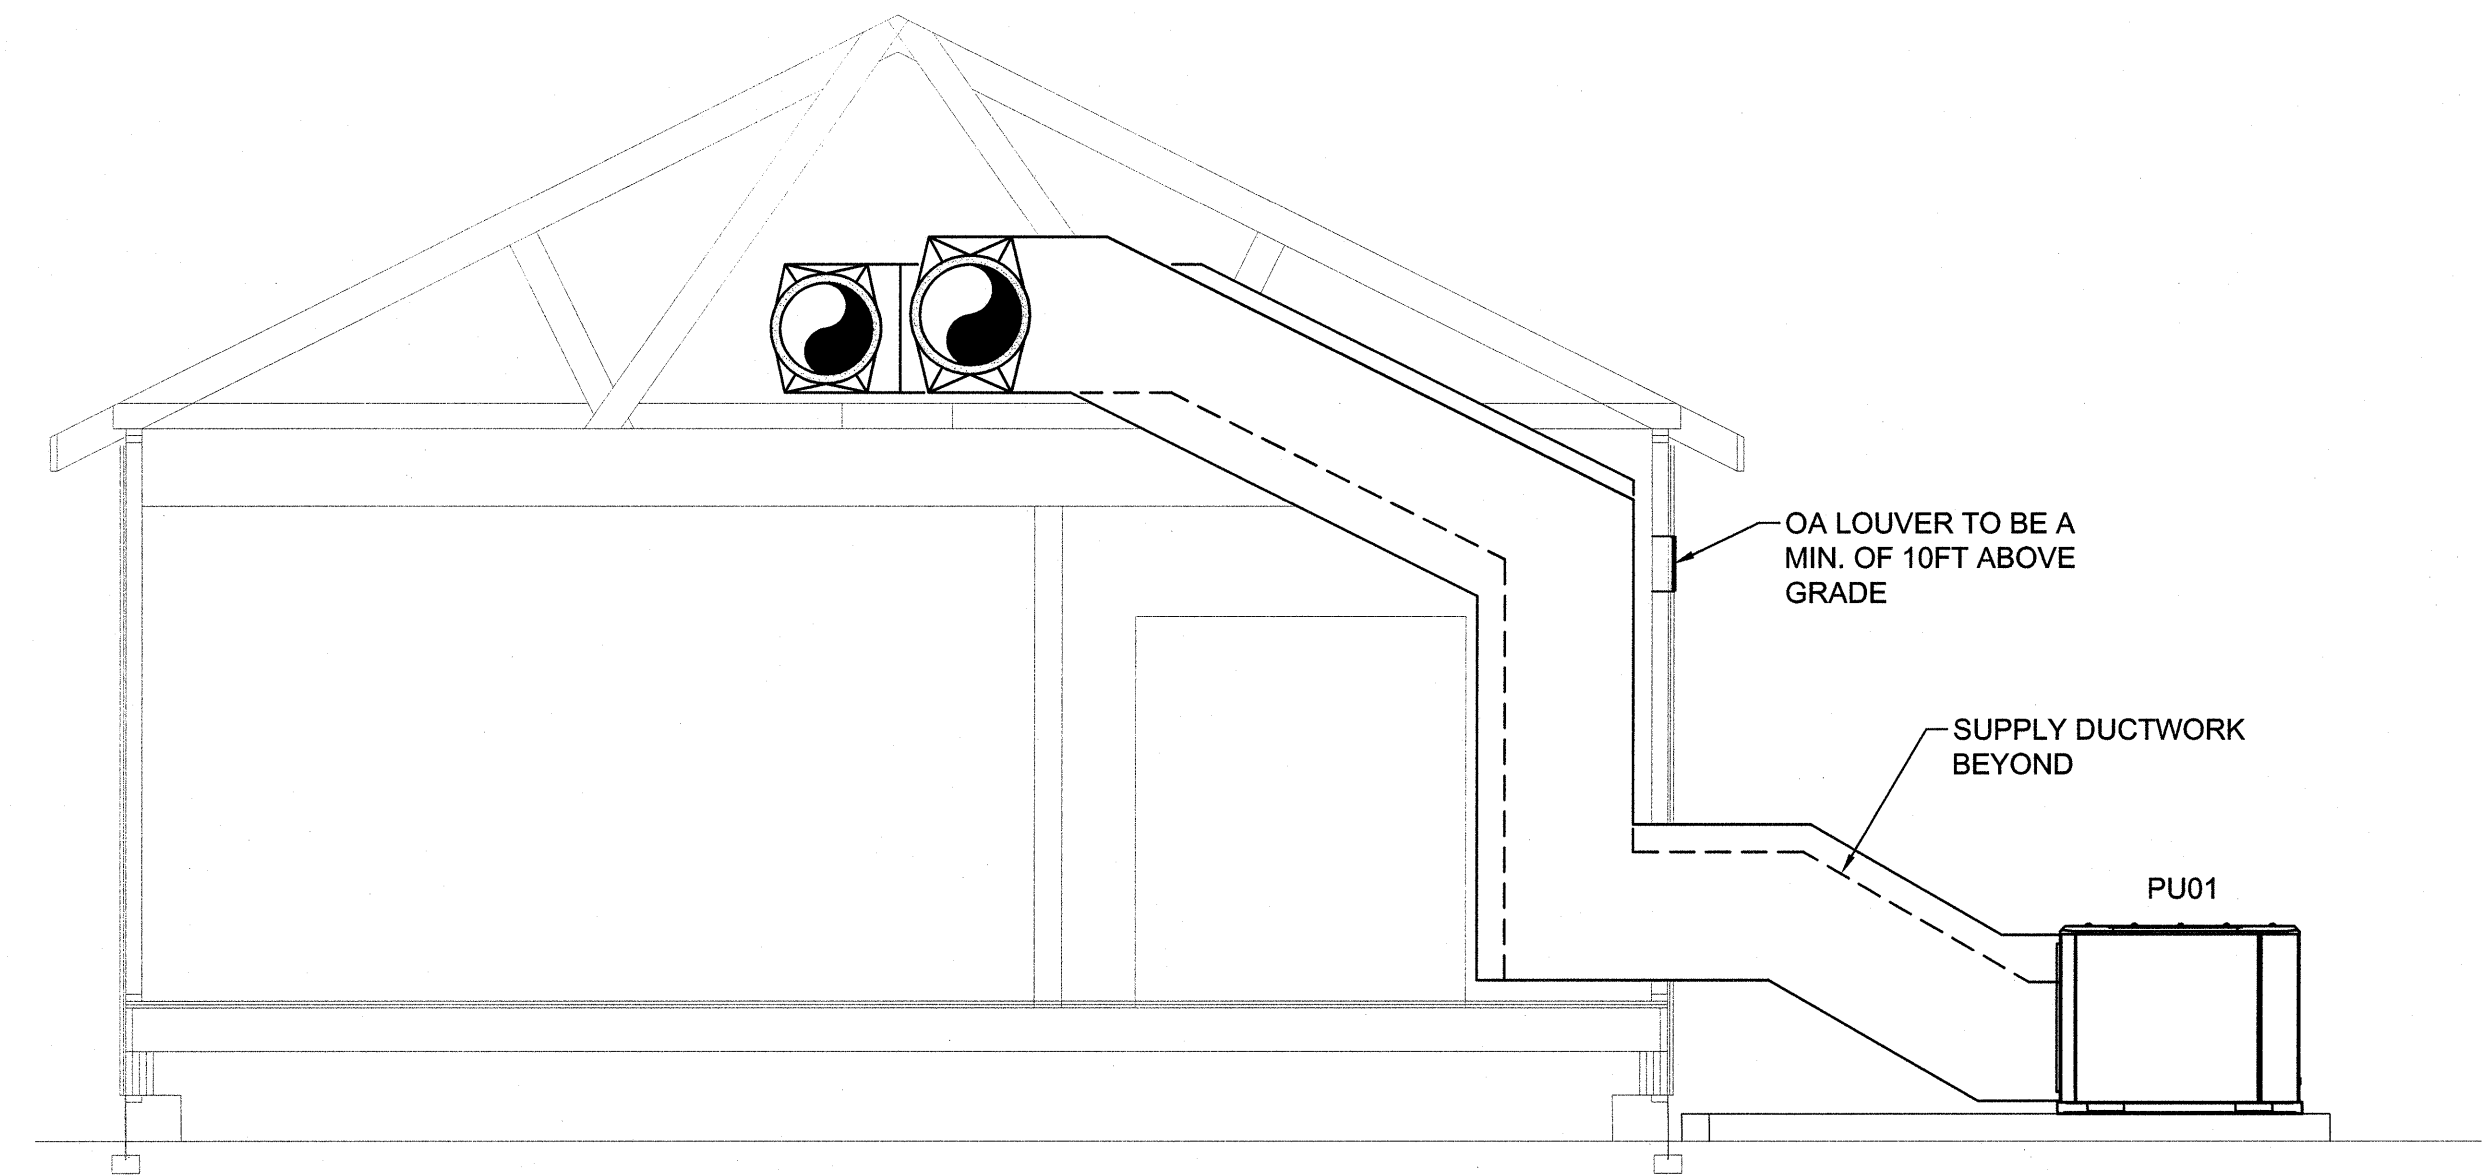 OA LOUVER TO BE A
MIN. OF 10FT ABOVE
GRADE
SUPPLY DUCTWORK
BEYOND
PU01